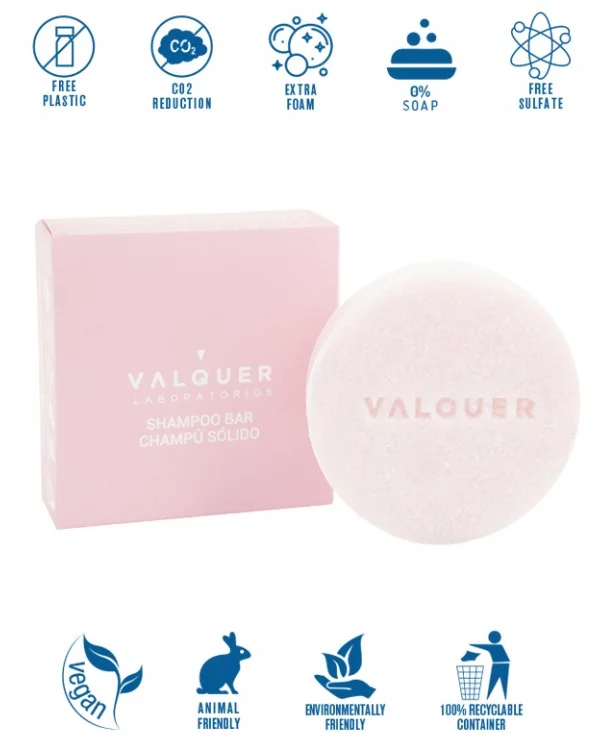 FREE
PLASTIC
CO2
CO2
REDUCTION
EXTRA
FOAM
0%
SOAP
FREE
SULFATE
VALQUER
LABORATORIOS
SHAMPOO BAR
CHAMPÚ SÓLIDO
VALQUER
vegan
ANIMAL
FRIENDLY
ENVIRONMENTALLY
FRIENDLY
100% RECYCLABLE
CONTAINER